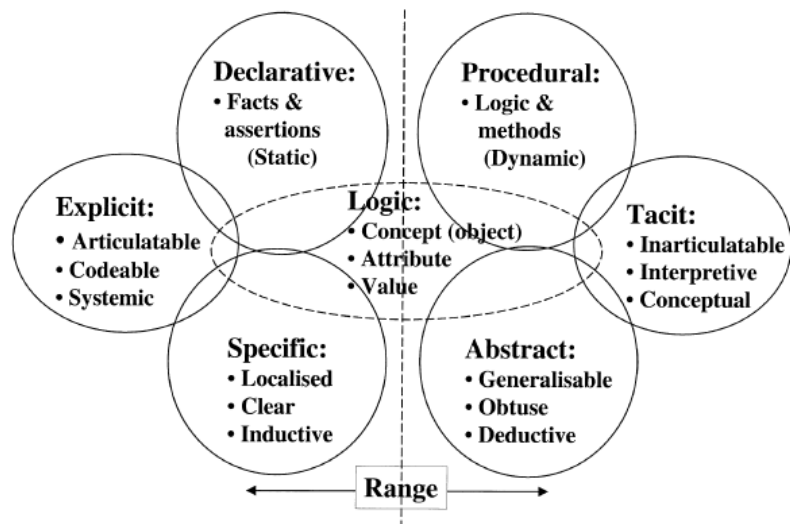 Declarative:
• Facts &
assertions
(Static)
Procedural:
• Logic &
methods
(Dynamic)
Explicit:
• Articulatable
• Codeable
• Systemic
Logic:
• Concept (object)
• Attribute
• Value
Tacit:
• Inarticulatable
• Interpretive
• Conceptual
Specific:
• Localised
• Clear
• Inductive
Abstract:
• Generalisable
• Obtuse
• Deductive
Range